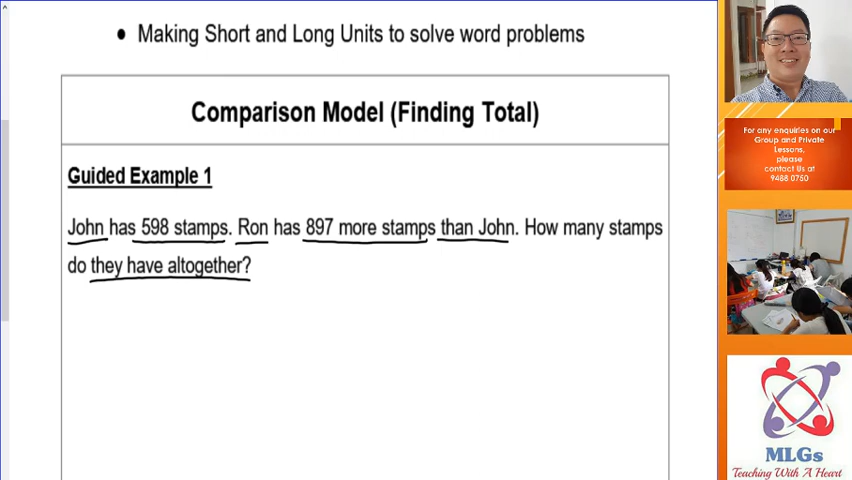 • Making Short and Long Units to solve word problems
Comparison Model (Finding Total)
Guided Example 1
John has 598 stamps. Ron has 897 more stamps than John. How many stamps
do they have altogether?
For any enquiries on our
Group and Private
Lessons,
please
contact Us at
9488 0750
MLGs
Teaching With A Heart